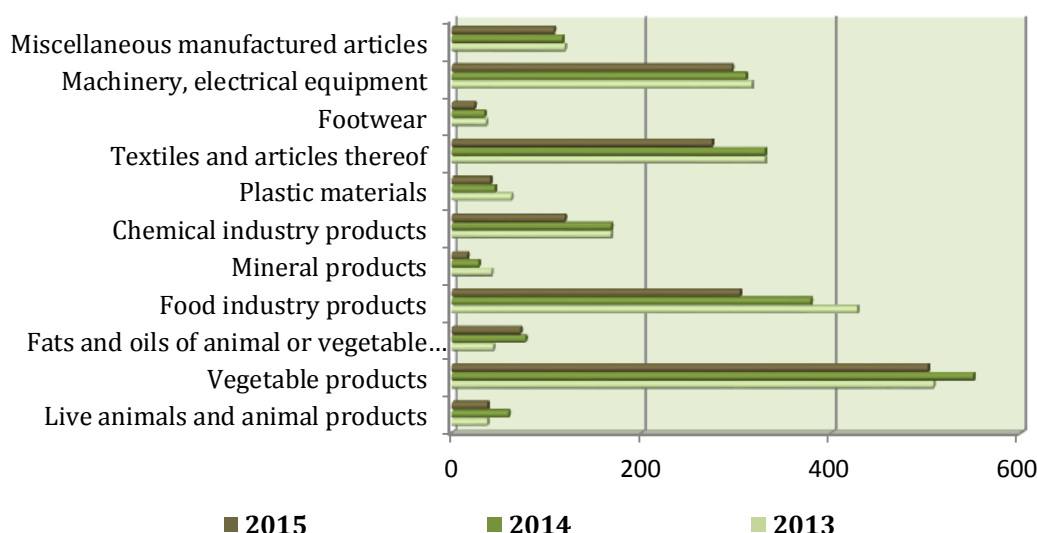 Miscellaneous manufactured articles
Machinery, electrical equipment
Footwear
Textiles and articles thereof
Plastic materials
Chemical industry products
Mineral products
Food industry products
Fats and oils of animal or vegetable...
Vegetable products
Live animals and animal products
0 200 400 600
2015 2014 2013